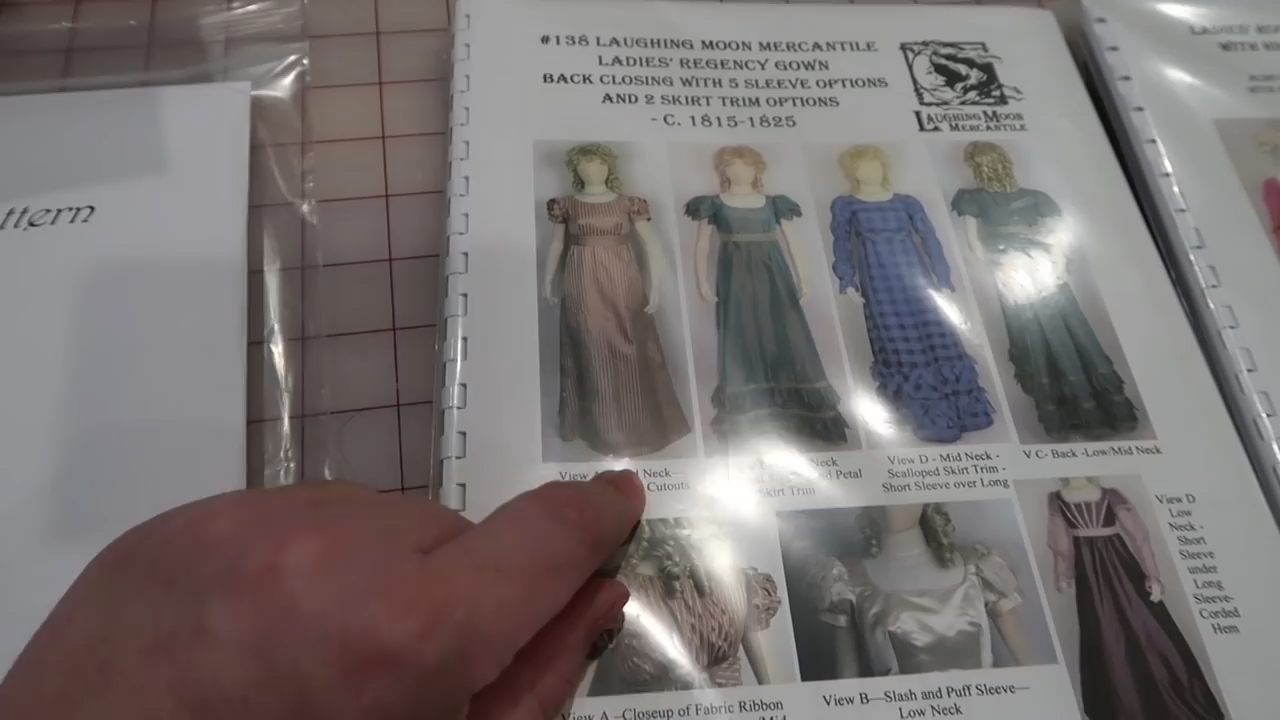 #138 LAUGHING MOON MERCANTILE
LADIES' REGENCY GOWN
BACK CLOSING WITH 5 SLEEVE OPTIONS
AND 2 SKIRT TRIM OPTIONS
- C. 1815-1825
LAUGHING MOON
MERCANTILE
ttern
View
Neck—
Cutouts
Neck
Petal
Skirt Trim
View D - Mid Neck -
Scalloped Skirt Trim -
Short Sleeve over Long
V C- Back -Low/Mid Neck
View D
Low
Neck -
Short
Sleeve
under
Long
Sleeve-
Corded
Hem
View A –Closeup of Fabric Ribbon
View B—Slash and Puff Sleeve—
Low Neck